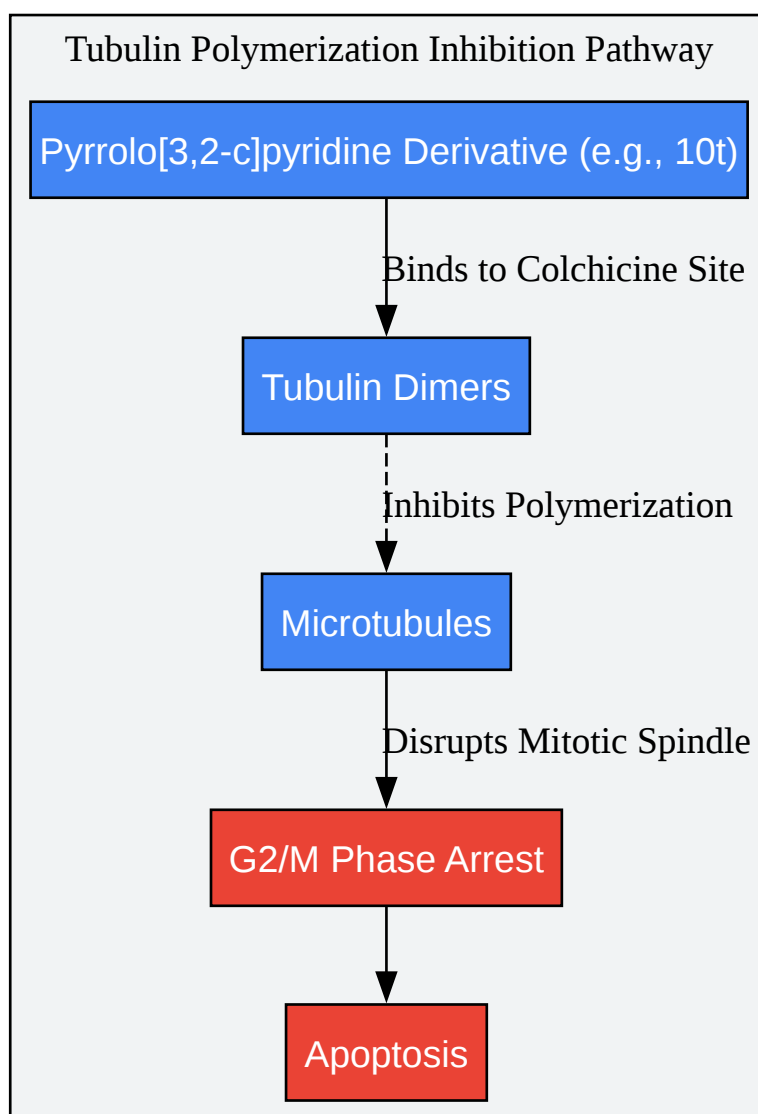 Tubulin Polymerization Inhibition Pathway
Pyrrolo[3,2-c]pyridine Derivative (e.g., 10t)
Binds to Colchicine Site
Tubulin Dimers
Inhibits Polymerization
Microtubules
Disrupts Mitotic Spindle
G2/M Phase Arrest
Apoptosis